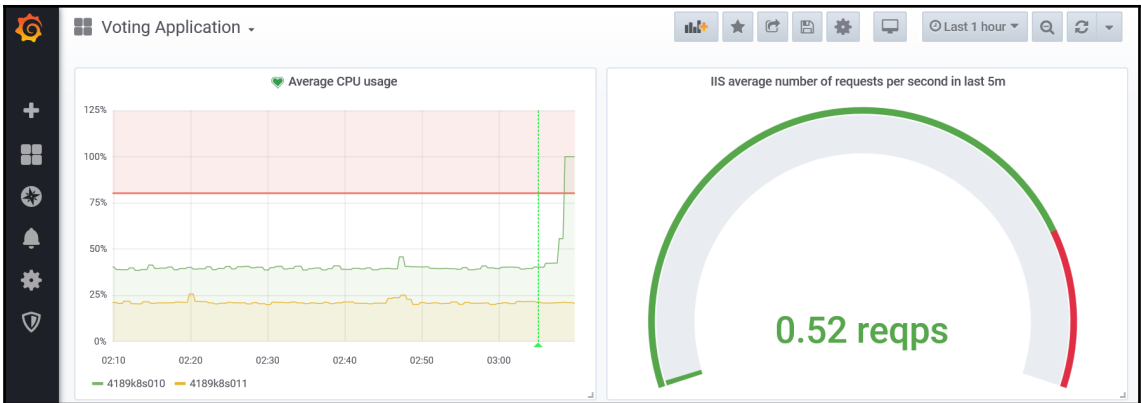 Voting Application
Last 1 hour
Average CPU usage
125%
100%
75%
50%
25%
0%
02:10 02:20 02:30 02:40 02:50 03:00
4189k8s010 4189k8s011
IIS average number of requests per second in last 5m
0.52 reqps